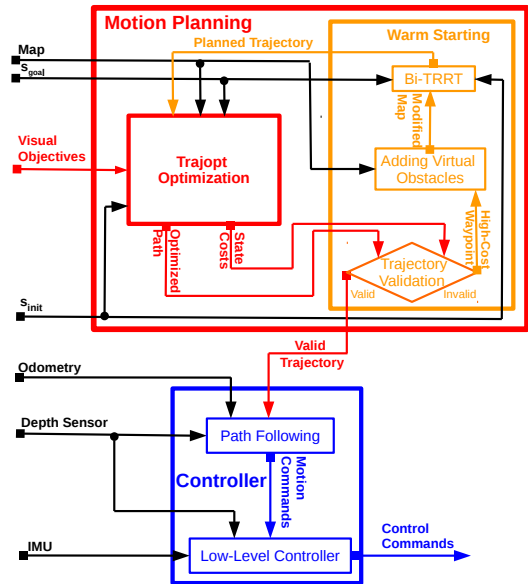 Motion Planning
Warm Starting
Map
Planned Trajectory
s_goal
Bi-TRRT
Modified
Map
Visual
Objectives
Trajopt
Optimization
Adding Virtual
Obstacles
High-Cost
Waypoint
Optimized
Path
State
Costs
Trajectory
Validation
Valid
Invalid
s_init
Valid
Trajectory
Odometry
Depth Sensor
Path Following
Controller
Motion
Commands
IMU
Low-Level Controller
Control
Commands